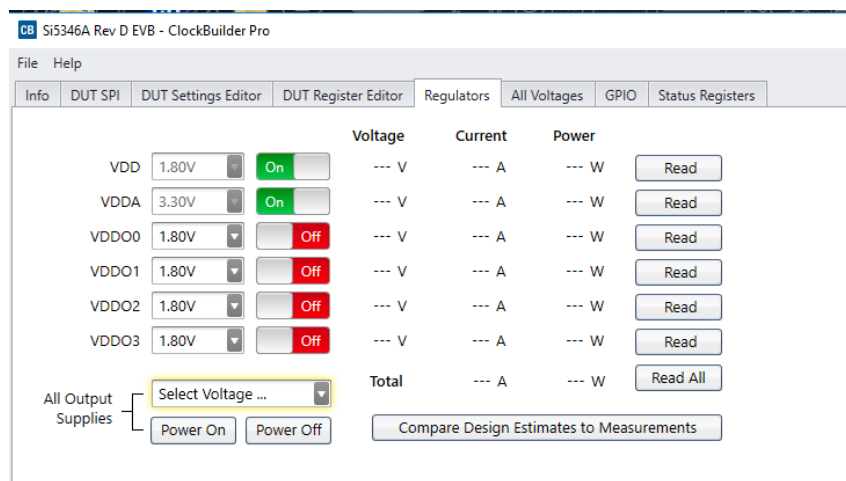 CB Si5346A Rev D EVB - ClockBuilder Pro
File Help
Info DUT SPI DUT Settings Editor DUT Register Editor Regulators All Voltages GPIO Status Registers
Voltage Current Power
VDD 1.80V On --- V --- A --- W Read
VDDA 3.30V On --- V --- A --- W Read
VDDO0 1.80V Off --- V --- A --- W Read
VDDO1 1.80V Off --- V --- A --- W Read
VDDO2 1.80V Off --- V --- A --- W Read
VDDO3 1.80V Off --- V --- A --- W Read
Total --- A --- W Read All
All Output Supplies
Select Voltage ...
Power On Power Off Compare Design Estimates to Measurements